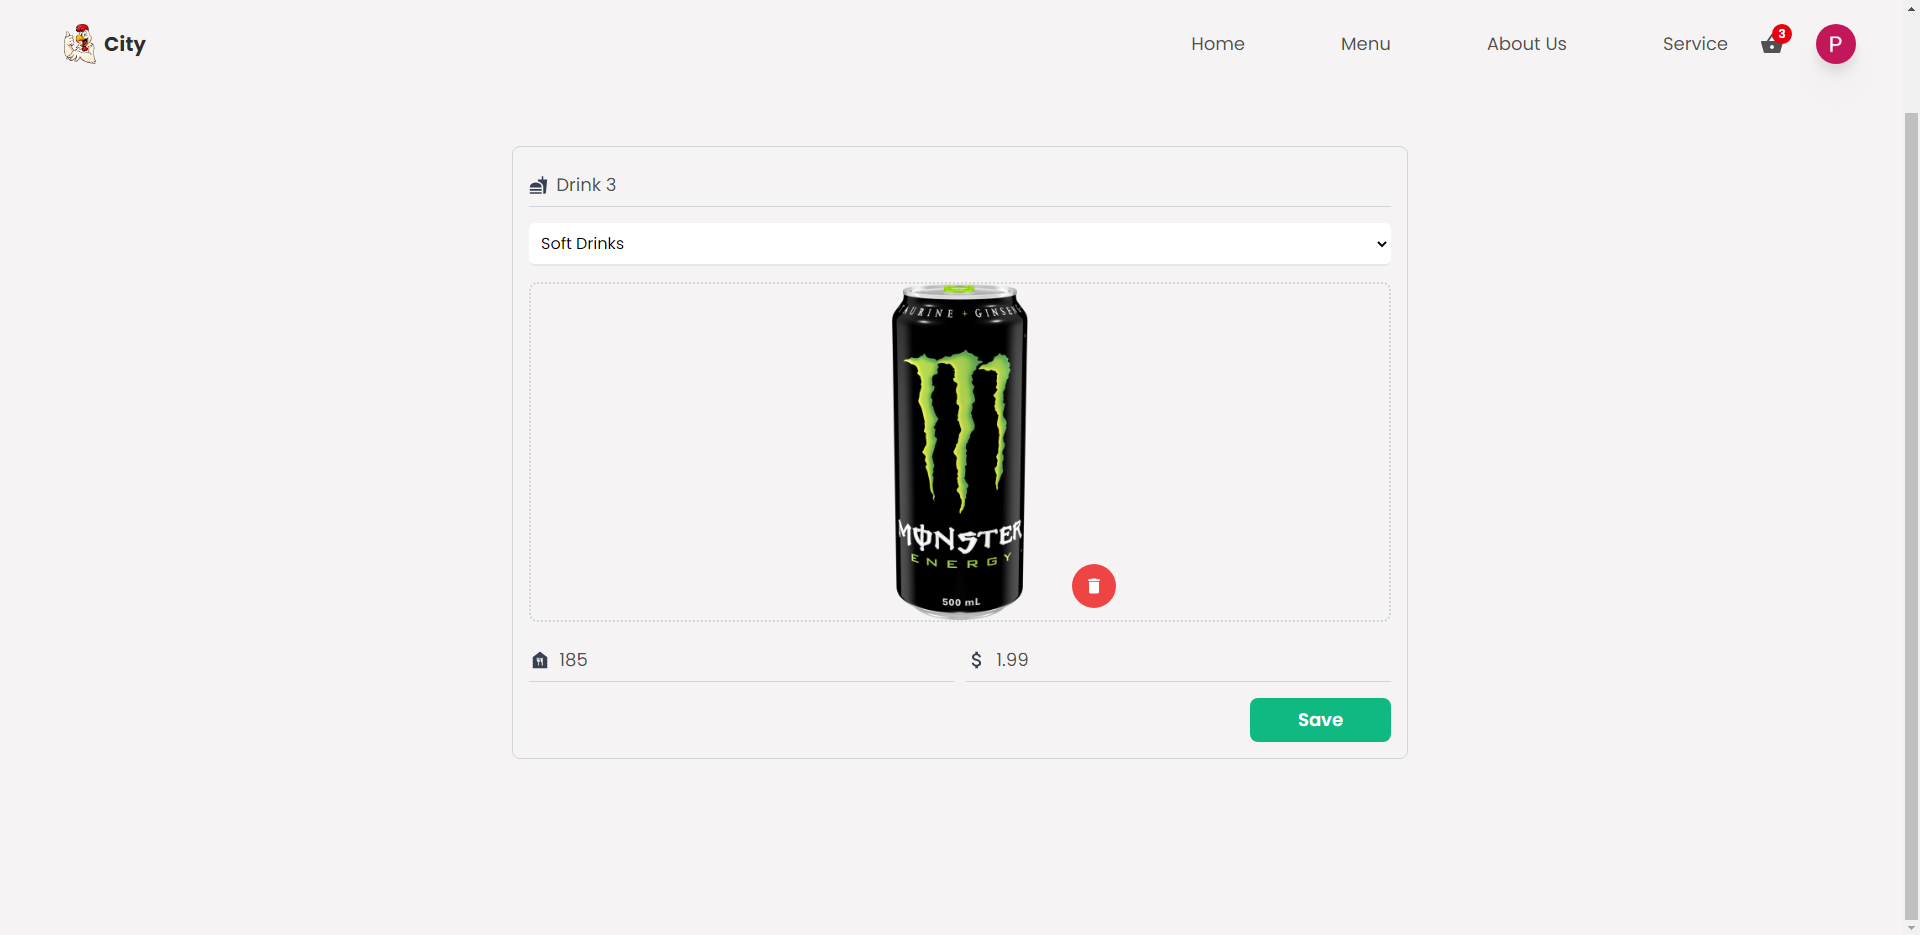 City
Home
Menu
About Us
Service
3
P
Drink 3
Soft Drinks
TAURINE + GINSENG
MONSTER
ENERGY
500 mL
185
$ 1.99
Save